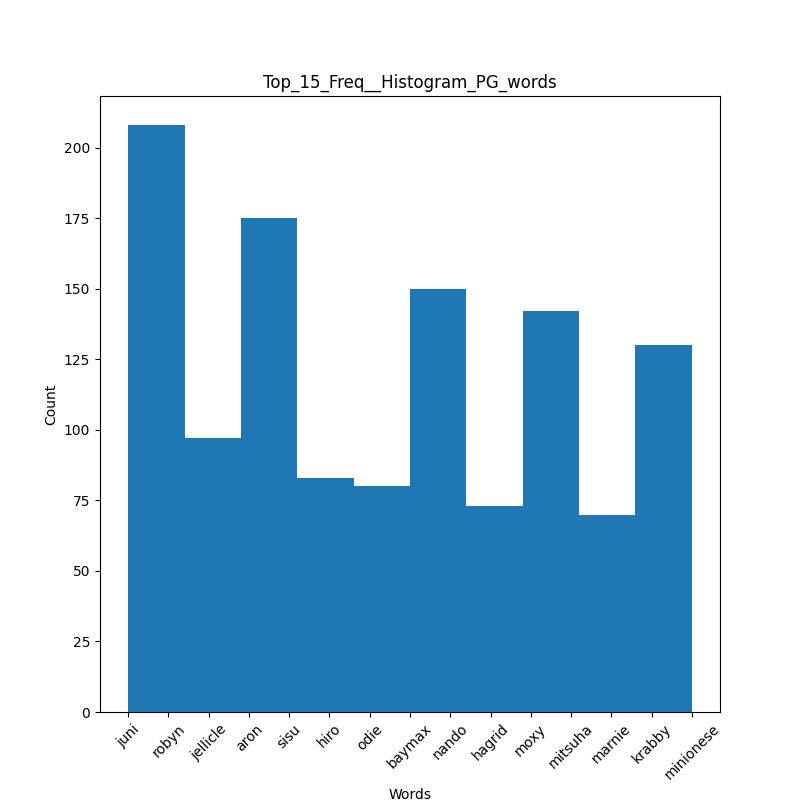 Top_15_Freq__Histogram_PG_words
200
175
150
125
100
75
50
25
0
Count
juni
robyn
jellicle
aron
sisu
hiro
odie
baymax
nando
hagrid
moxy
mitsuha
marnie
krabby
minionese
Words